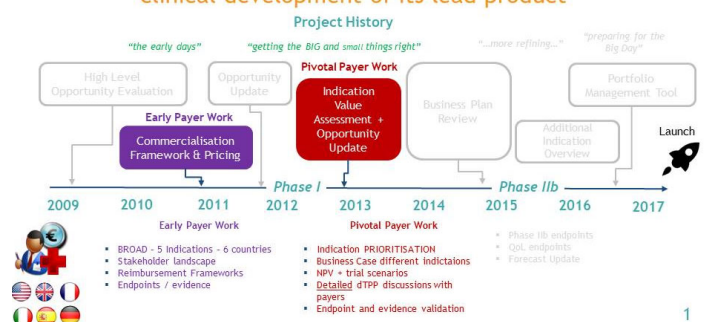 clinical development of its lead product
Project History
"the early days"
"getting the BIG and small things right"
"...more refining..."
"preparing for the
Big Day"
High Level
Opportunity Evaluation
Opportunity
Update
Pivotal Payer Work
Indication
Value
Assessment +
Opportunity
Update
Business Plan
Review
Portfolio
Management Tool
Early Payer Work
Commercialisation
Framework & Pricing
Additional
Indication
Overview
Launch
Phase I
Phase IIb
2009
2010
2011
2012
2013
2014
2015
2016
2017
Early Payer Work
▪ BROAD - 5 Indications - 6 countries
▪ Stakeholder landscape
▪ Reimbursement Frameworks
▪ Endpoints / evidence
Pivotal Payer Work
▪ Indication PRIORITISATION
▪ Business Case different indictaions
▪ NPV + trial scenarios
▪ Detailed dTPP discussions with
payers
▪ Endpoint and evidence validation
▪ Phase IIb endpoints
▪ QoL endpoints
▪ Forecast Update
€
1